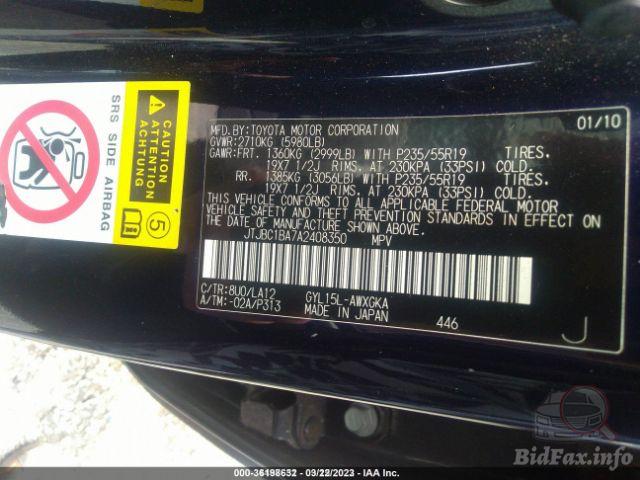 SRS SIDE AIRBAG
CAUTION
ATTENTION
ACHTUNG
5
01/10
MFD.BY:TOYOTA MOTOR CORPORATION
GVWR:2710KG (5980LB)
GAWR:FRT. 1360KG (2999LB) WITH P235/55R19 TIRES.
19X7 1/2J RIMS, AT 230KPA (33PSI) COLD.
RR. 1385KG (3056LB) WITH P235/55R19 TIRES.
19X7 1/2J RIMS, AT 230KPA (33PSI) COLD.
THIS VEHICLE CONFORMS TO ALL APPLICABLE FEDERAL MOTOR
VEHICLE SAFETY AND THEFT PREVENTION STANDARDS IN EFFECT ON
THE DATE OF MANUFACTURE SHOWN ABOVE.
JTJBC1BA7A2408350 MPV
C/TR:8U0/LA12 GYL15L-AWXGKA
A/TM:-02A/P313 MADE IN JAPAN
446
J
BidFax.info
000-36198632 - 03/22/2023 - IAA Inc.